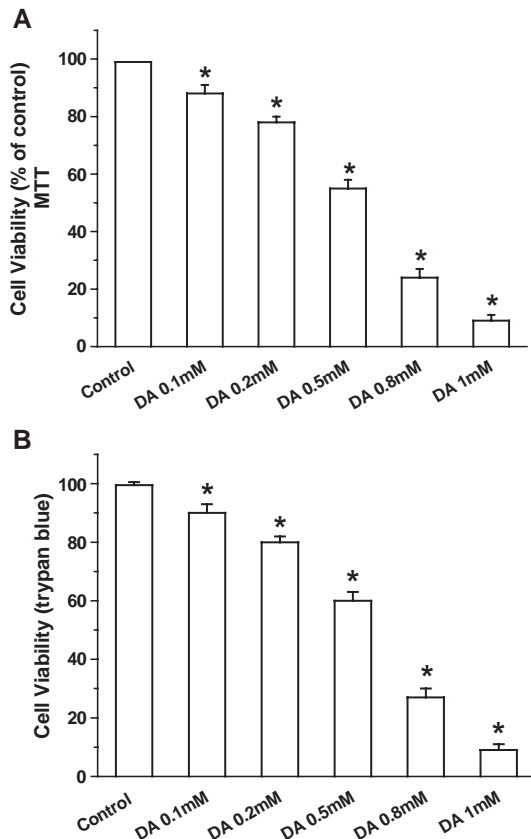 A
Cell Viability (% of control)
MTT
100
80
60
40
20
0
*
*
*
*
*
Control
DA 0.1mM
DA 0.2mM
DA 0.5mM
DA 0.8mM
DA 1mM
B
Cell Viability (trypan blue)
100
80
60
40
20
0
*
*
*
*
*
Control
DA 0.1mM
DA 0.2mM
DA 0.5mM
DA 0.8mM
DA 1mM